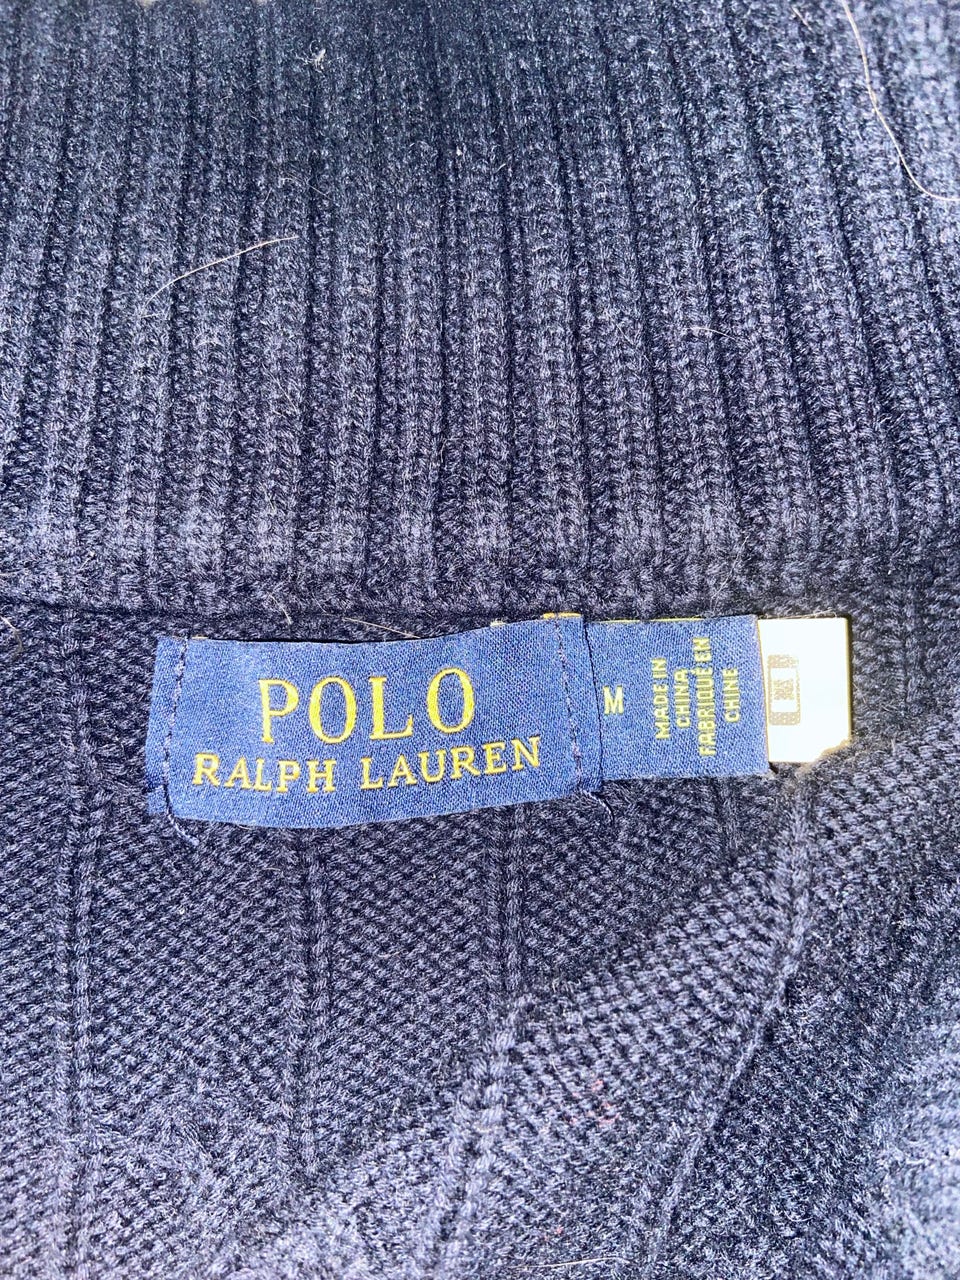 POLO
RALPH LAUREN
M
MADE IN
CHINA
FABRIQUÉ EN
CHINE